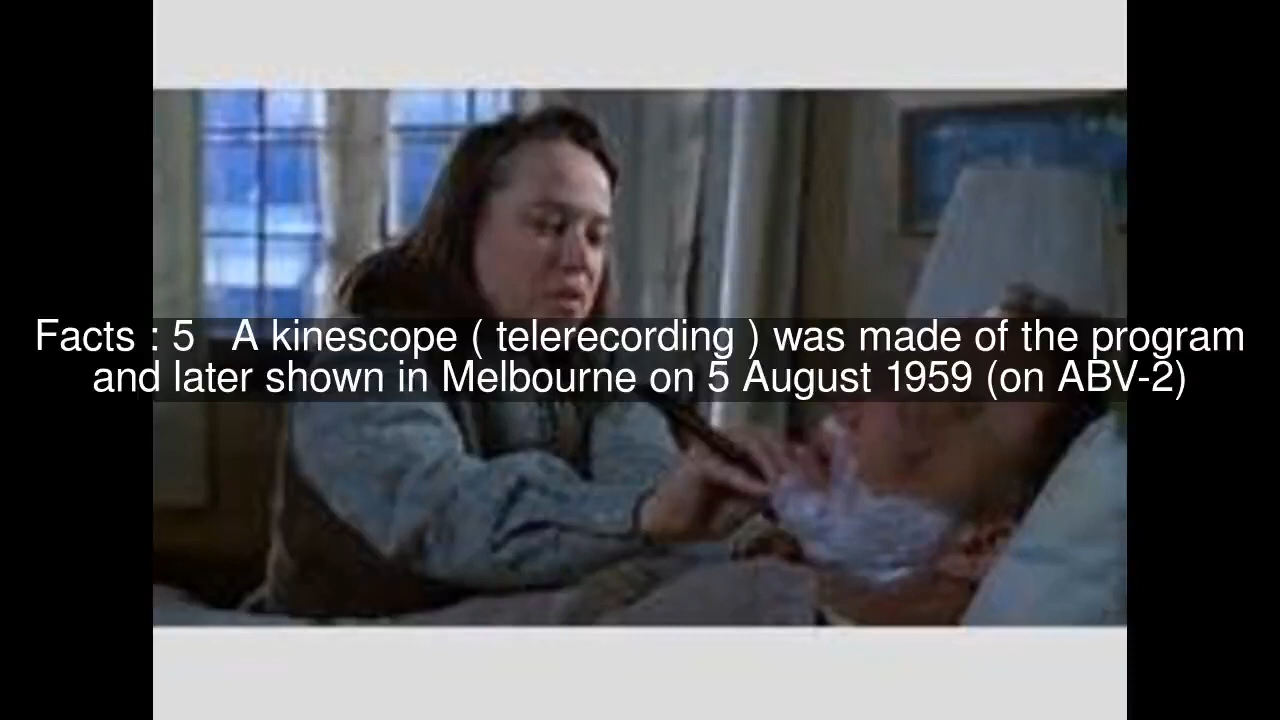 Facts : 5 A kinescope ( telerecording ) was made of the program
and later shown in Melbourne on 5 August 1959 (on ABV-2)